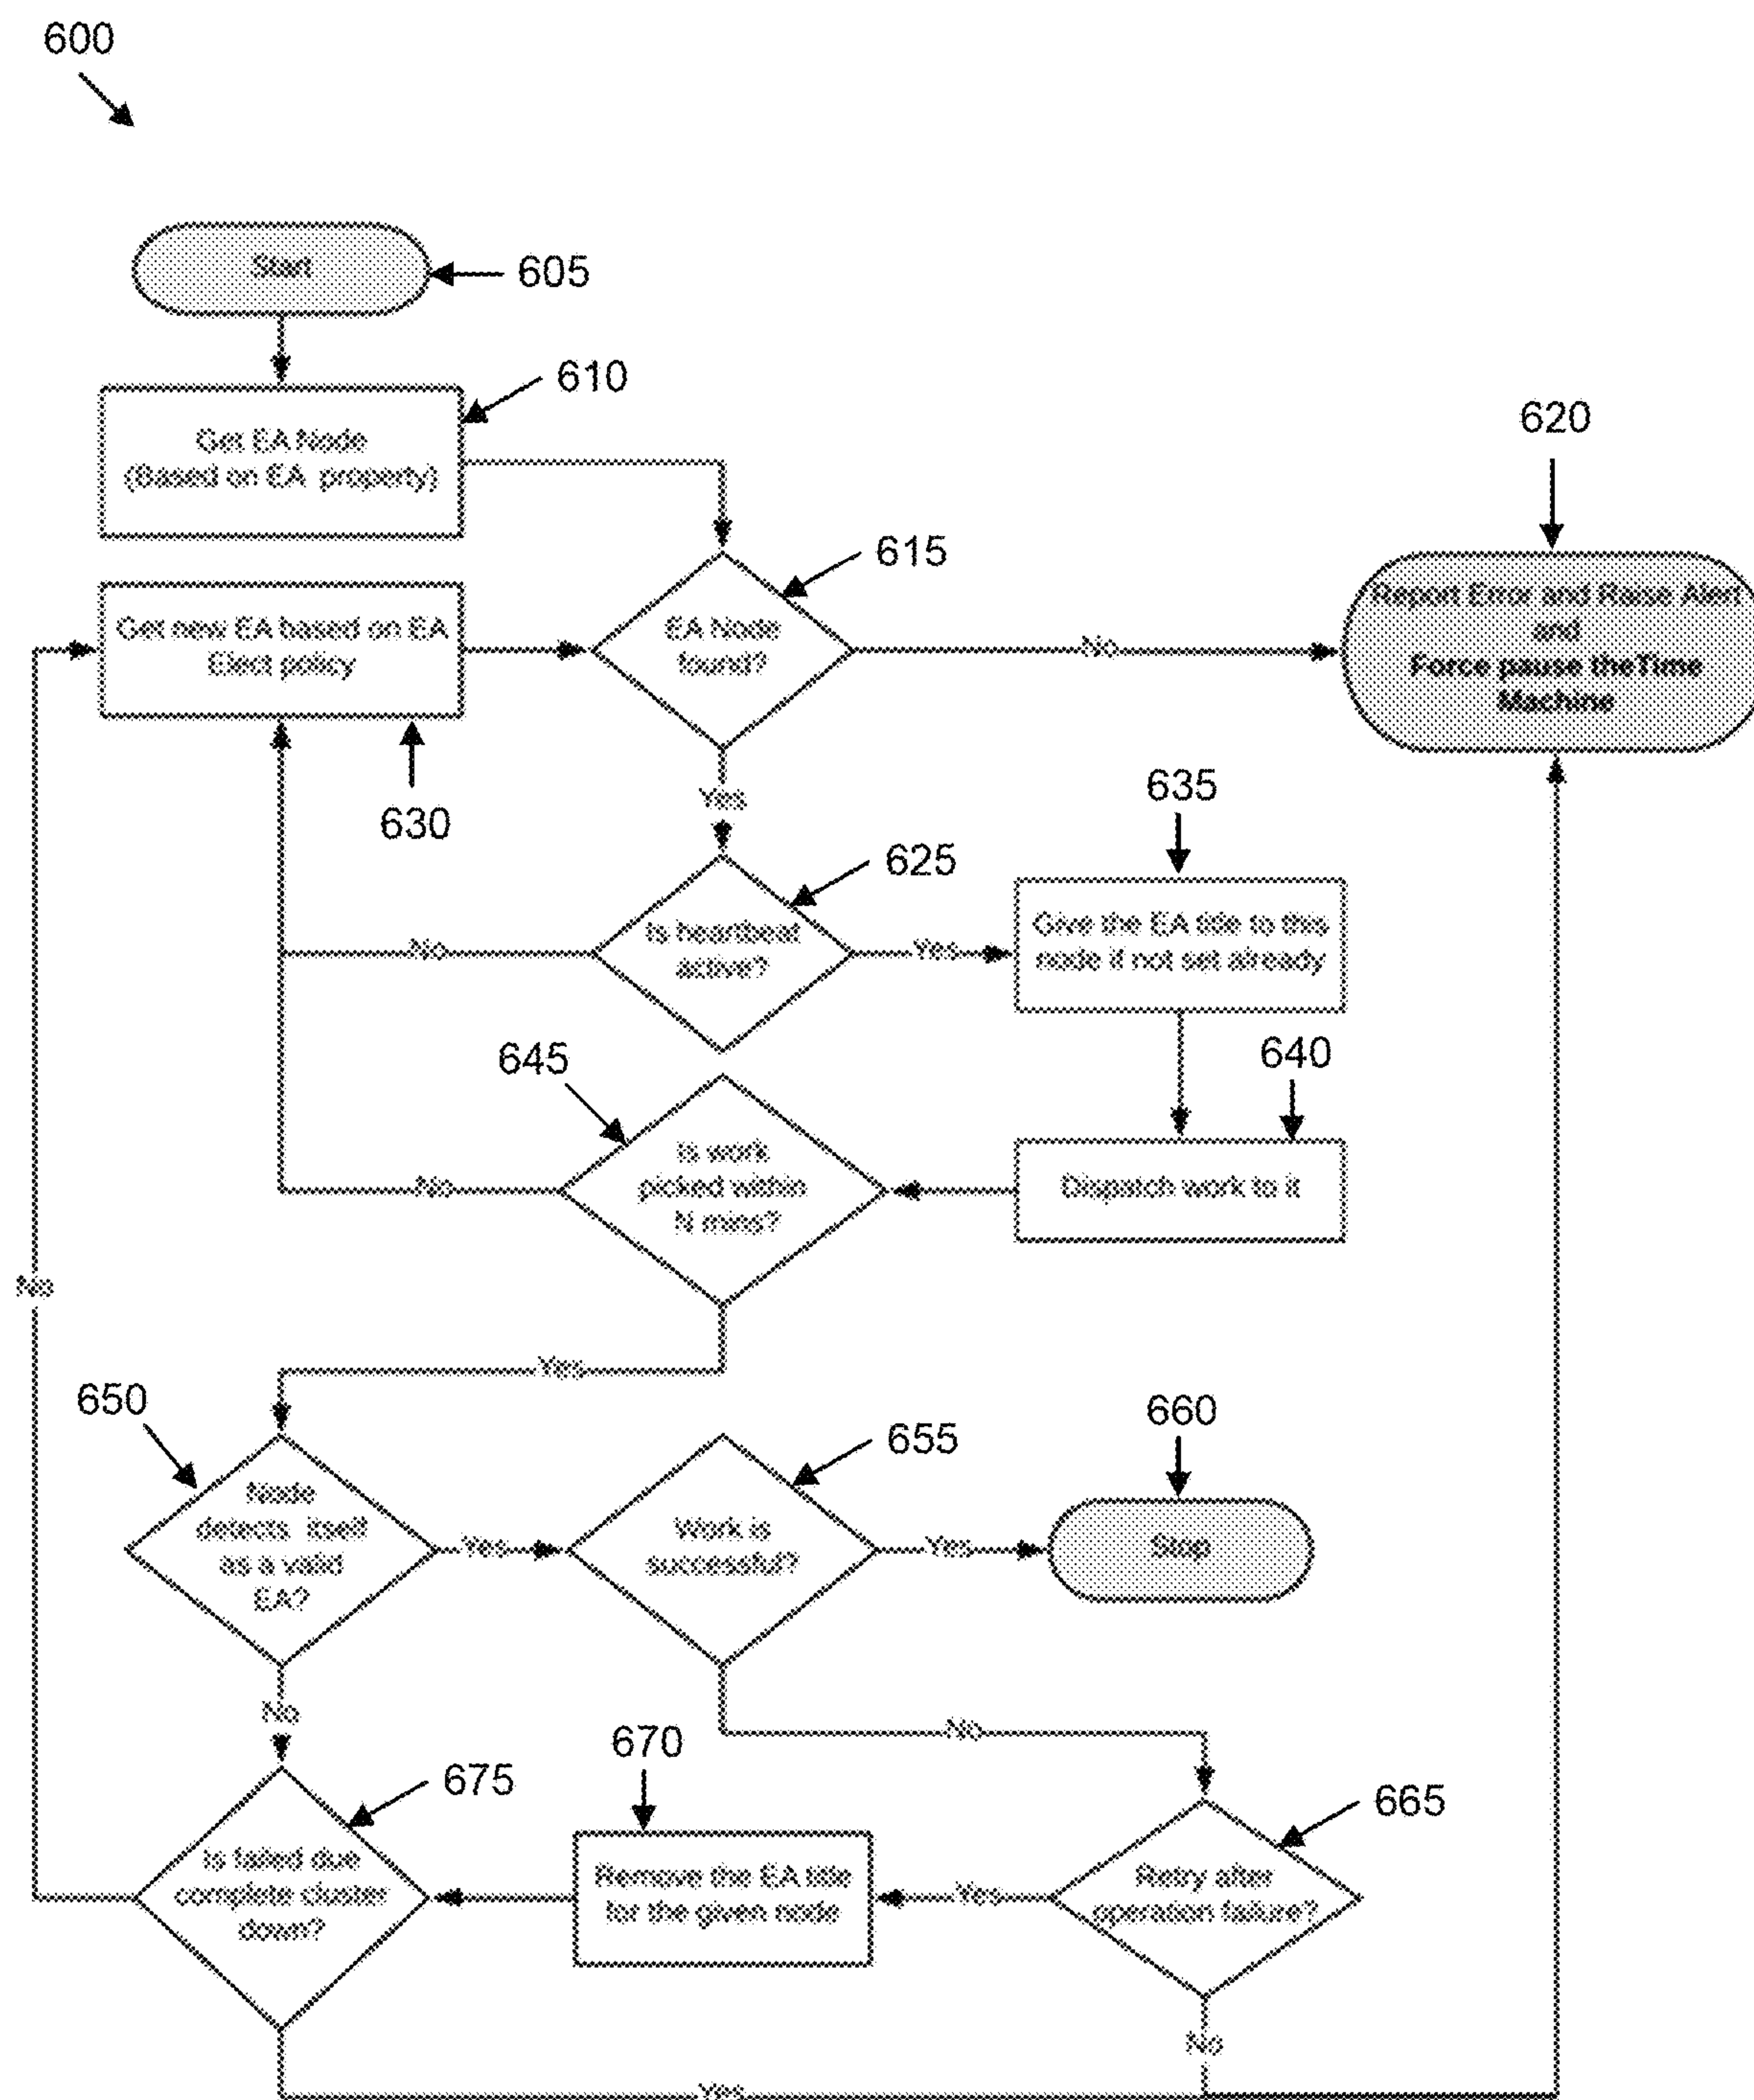 600
Start
605
610
Get EA Node
(Based on EA property)
620
615
Report Error and Raise Alert
and
Force pause theTime
Machine
Get new EA based on EA
Elect policy
EA Node
found?
No
630
Yes
635
625
Is heartbeat
active?
No
Yes
Give the EA title to this
node if not set already
645
640
Is work
picked within
N mins?
No
Dispatch work to it
No
Yes
650
655
660
Node
detects itself
as a valid
EA?
Yes
Work is
successful?
Yes
Stop
No
No
670
675
665
Is failed due
complete cluster
down?
Remove the EA title
for the given node
Yes
Retry after
operation failure?
No
Yes